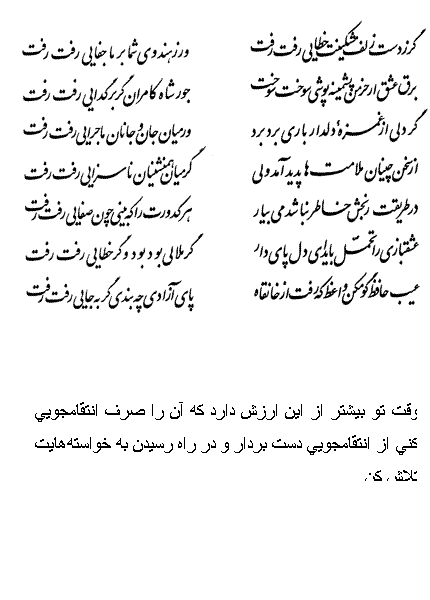 گر ز دست زلف مشکینت خطایی رفت رفت
ور ز هندوی شما بر ما جفایی رفت رفت
برق عشق ار خرمن پشمینه پوشی سوخت سوخت
جور شاه کامران گر بر گدایی رفت رفت
گر دلی از غمزهٔ دلدار باری برد برد
ور میان جان و جانان ماجرایی رفت رفت
از سخن چینان ملامت‌ها پدید آمد ولی
گر میان همنشینان ناسزایی رفت رفت
در طریقت رنجش خاطر نباشد می بیار
هر کدورت را که بینی چون صفایی رفت رفت
عشقبازی را تحمل باید ای دل پای دار
گر ملالی بود بود و گر خطایی رفت رفت
عیب حافظ گو مکن واعظ که رفت از خانقاه
پای آزادی چه بندی گر به جایی رفت رفت
وقت تو بیشتر از این ارزش دارد که آن را صرف انتقامجویي
کني از انتقامجویي دست بردار و در راه رسیدن به خواسته‌هایت
تلاش کن